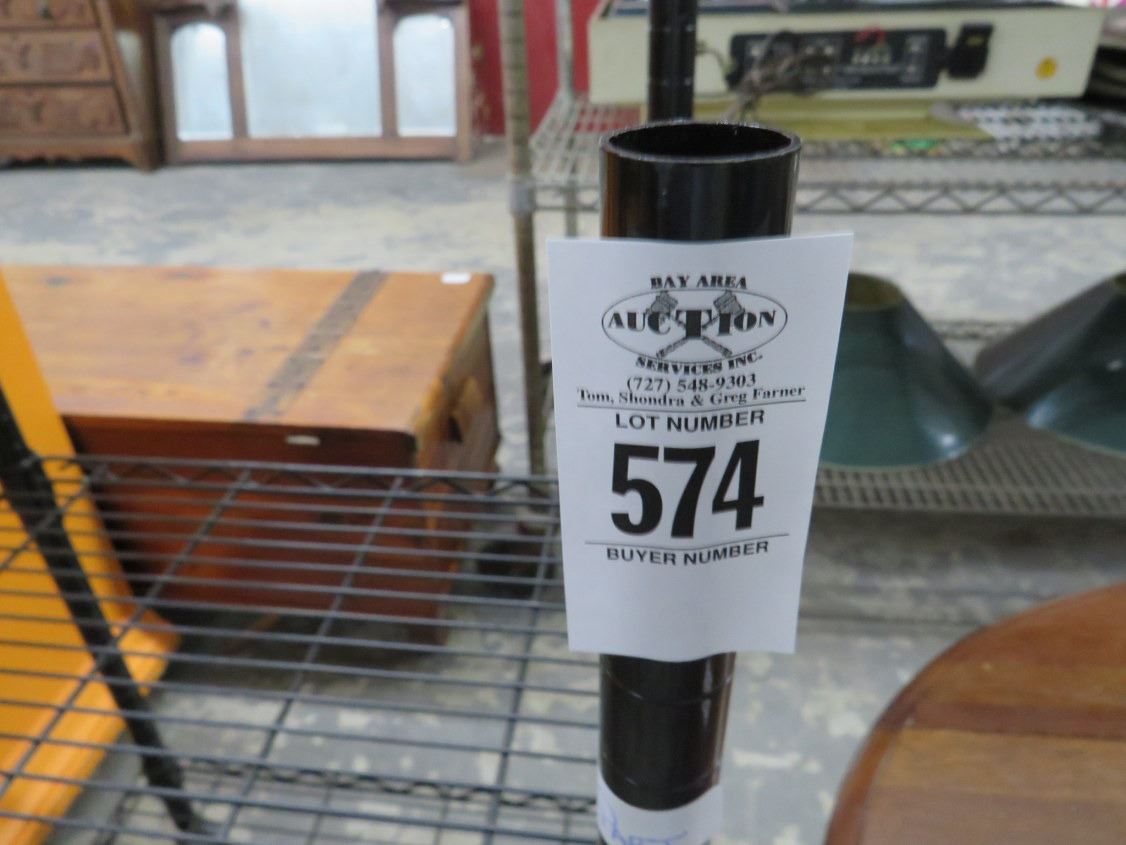 BAY AREA
AUCTION
SERVICES INC.
(727) 548-9303
Tom, Shondra & Greg Farner
LOT NUMBER
574
BUYER NUMBER